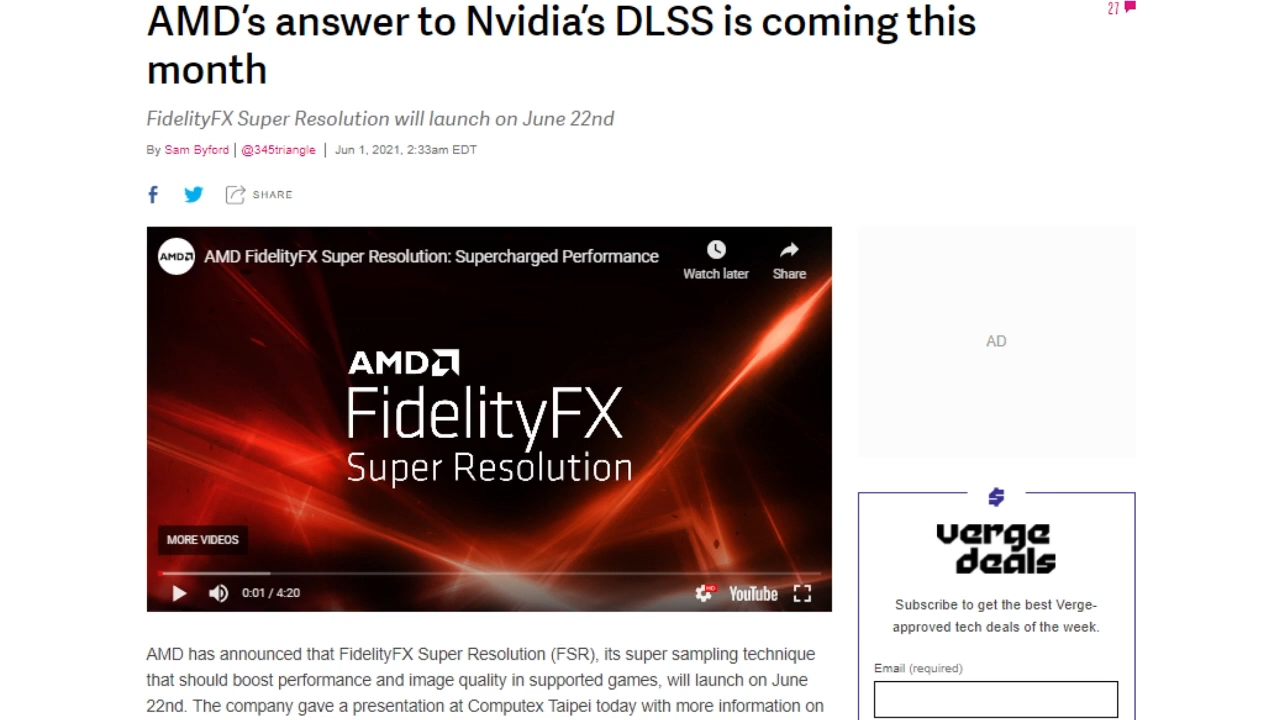 AMD's answer to Nvidia's DLSS is coming this
month
27
FidelityFX Super Resolution will launch on June 22nd
By Sam Byford | @345triangle | Jun 1, 2021, 2:33am EDT
SHARE
AMD AMD FidelityFX Super Resolution: Supercharged Performance
Watch later
Share
AMD
FidelityFX
Super Resolution
MORE VIDEOS
0:01 / 4:20
HD
YouTube
AMD has announced that FidelityFX Super Resolution (FSR), its super sampling technique
that should boost performance and image quality in supported games, will launch on June
22nd. The company gave a presentation at Computex Taipei today with more information on
AD
$
verge
deals
Subscribe to get the best Verge-
approved tech deals of the week.
Email (required)